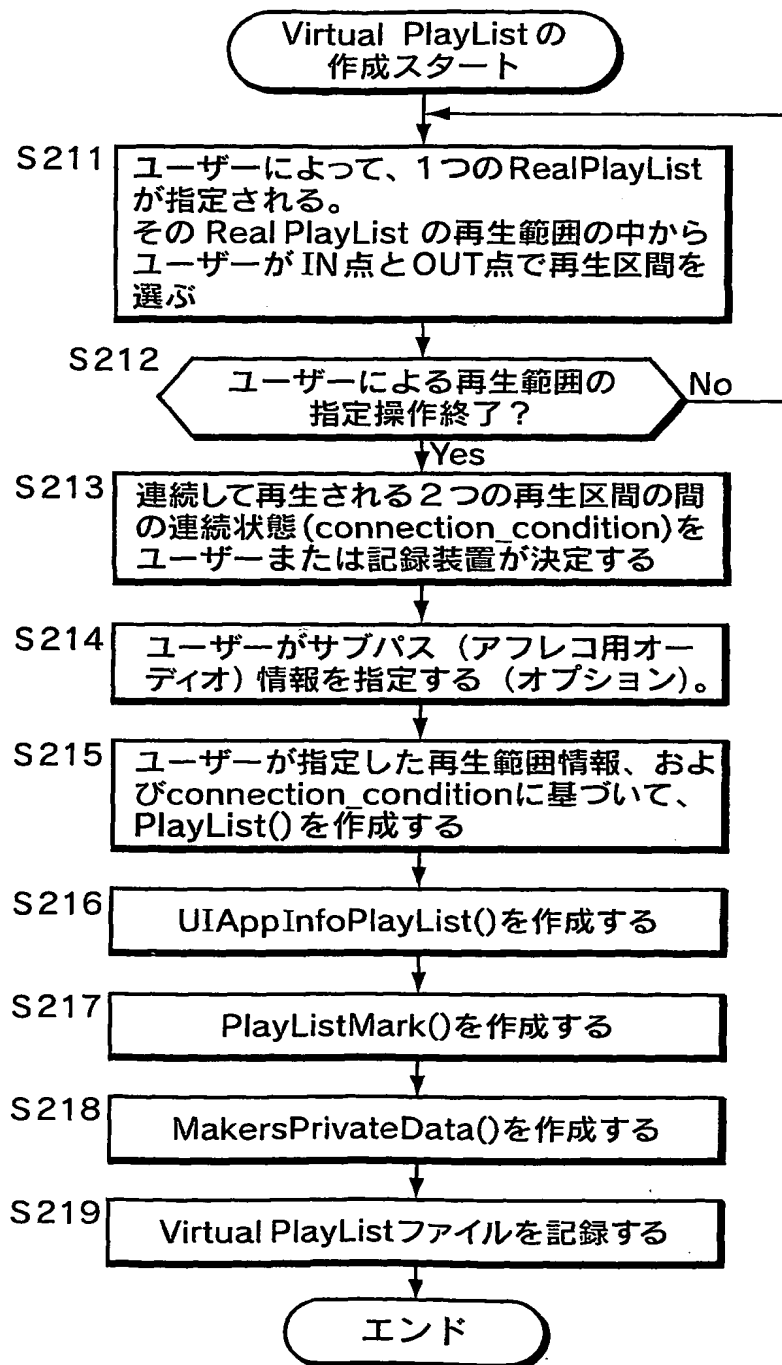 Virtual PlayListの
作成スタート
S211
ユーザーによって、1つのRealPlayList
が指定される。
その Real PlayList の再生範囲の中から
ユーザーが IN点とOUT点で再生区間を
選ぶ
S212
ユーザーによる再生範囲の
指定操作終了？
No
Yes
S213
連続して再生される2つの再生区間の間
の連続状態(connection_condition)を
ユーザーまたは記録装置が決定する
S214
ユーザーがサブパス（アフレコ用オー
ディオ）情報を指定する（オプション）。
S215
ユーザーが指定した再生範囲情報、およ
びconnection_conditionに基づいて、
PlayList()を作成する
S216
UIAppInfoPlayList()を作成する
S217
PlayListMark()を作成する
S218
MakersPrivateData()を作成する
S219
Virtual PlayListファイルを記録する
エンド